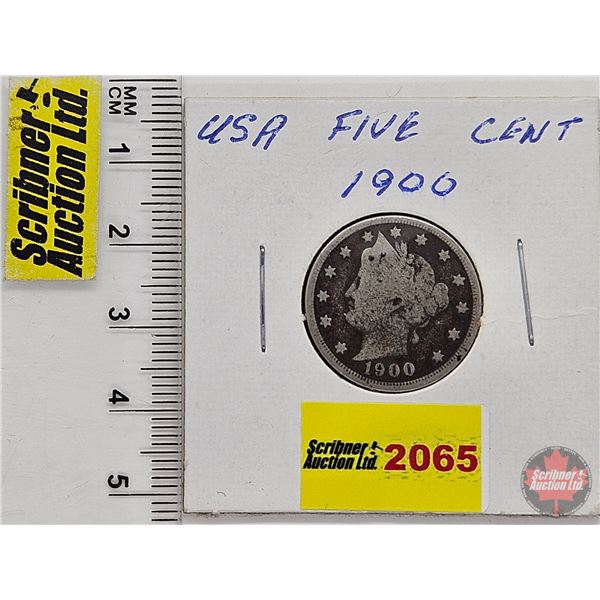 Scribner
Auction Ltd.
MM
CM
1
2
3
4
5
USA FIVE CENT
1900
1900
Scribner
Auction Ltd.
2065
Scribner
Auction Ltd.